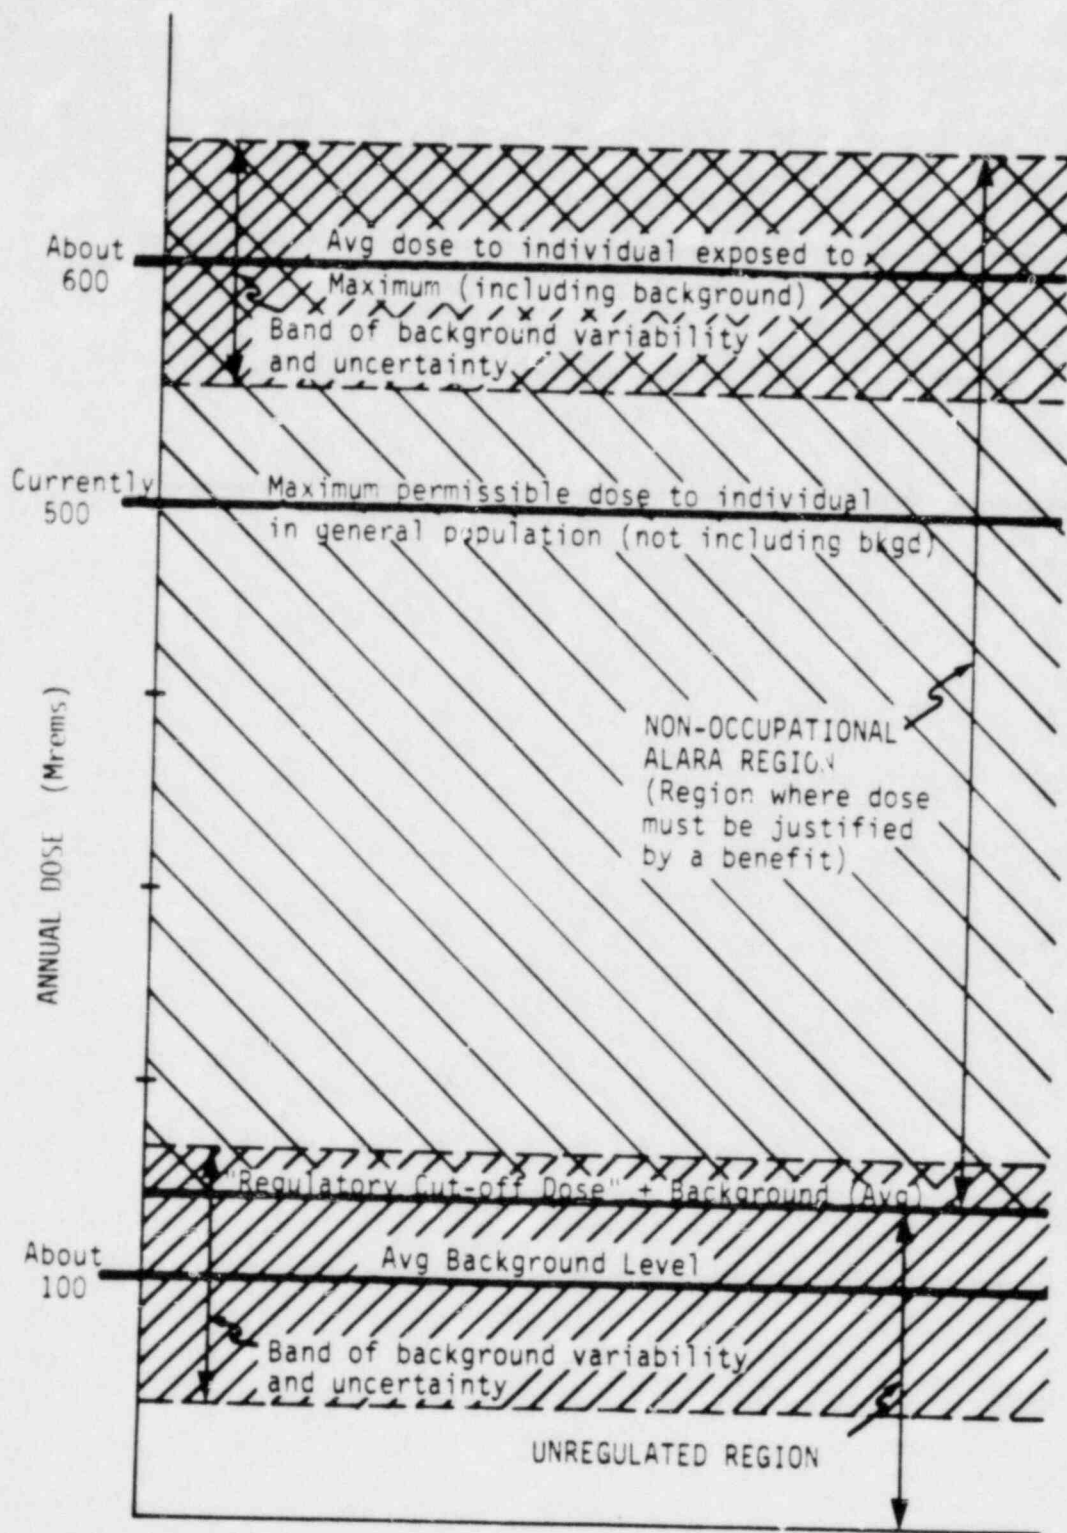 About
600
Avg dose to individual exposed to
Maximum (including background)
Band of background variability
and uncertainty
Currently
500
Maximum permissible dose to individual
in general population (not including bkgd)
ANNUAL DOSE (Mrems)
NON-OCCUPATIONAL
ALARA REGION
(Region where dose
must be justified
by a benefit)
"Regulatory Cut-off Dose" + Background (Avg)
About
100
Avg Background Level
Band of background variability
and uncertainty
UNREGULATED REGION